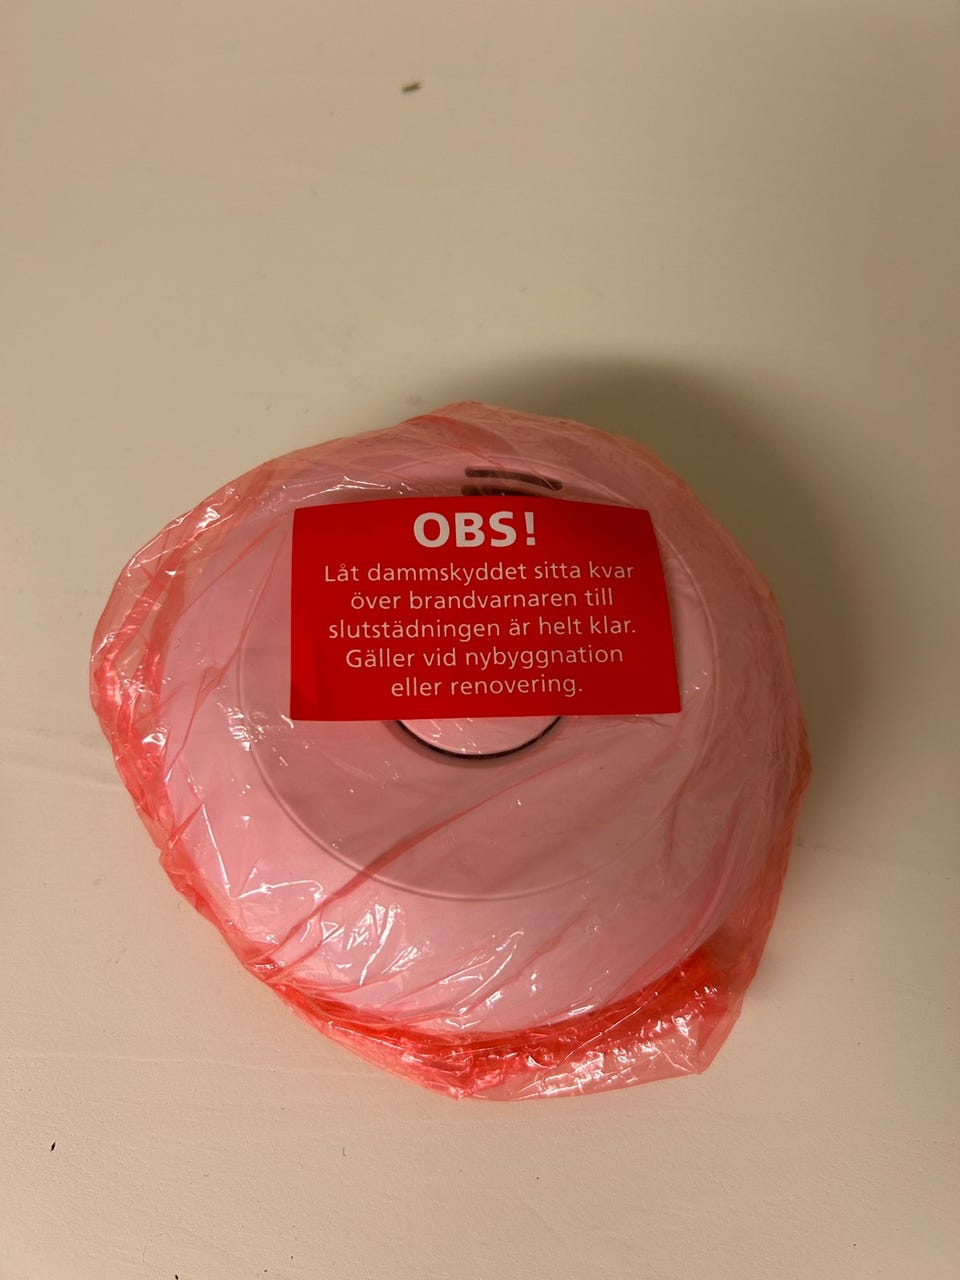 OBS!
Låt dammskyddet sitta kvar
över brandvarnaren till
slutstädningen är helt klar.
Gäller vid nybyggnation
eller renovering.